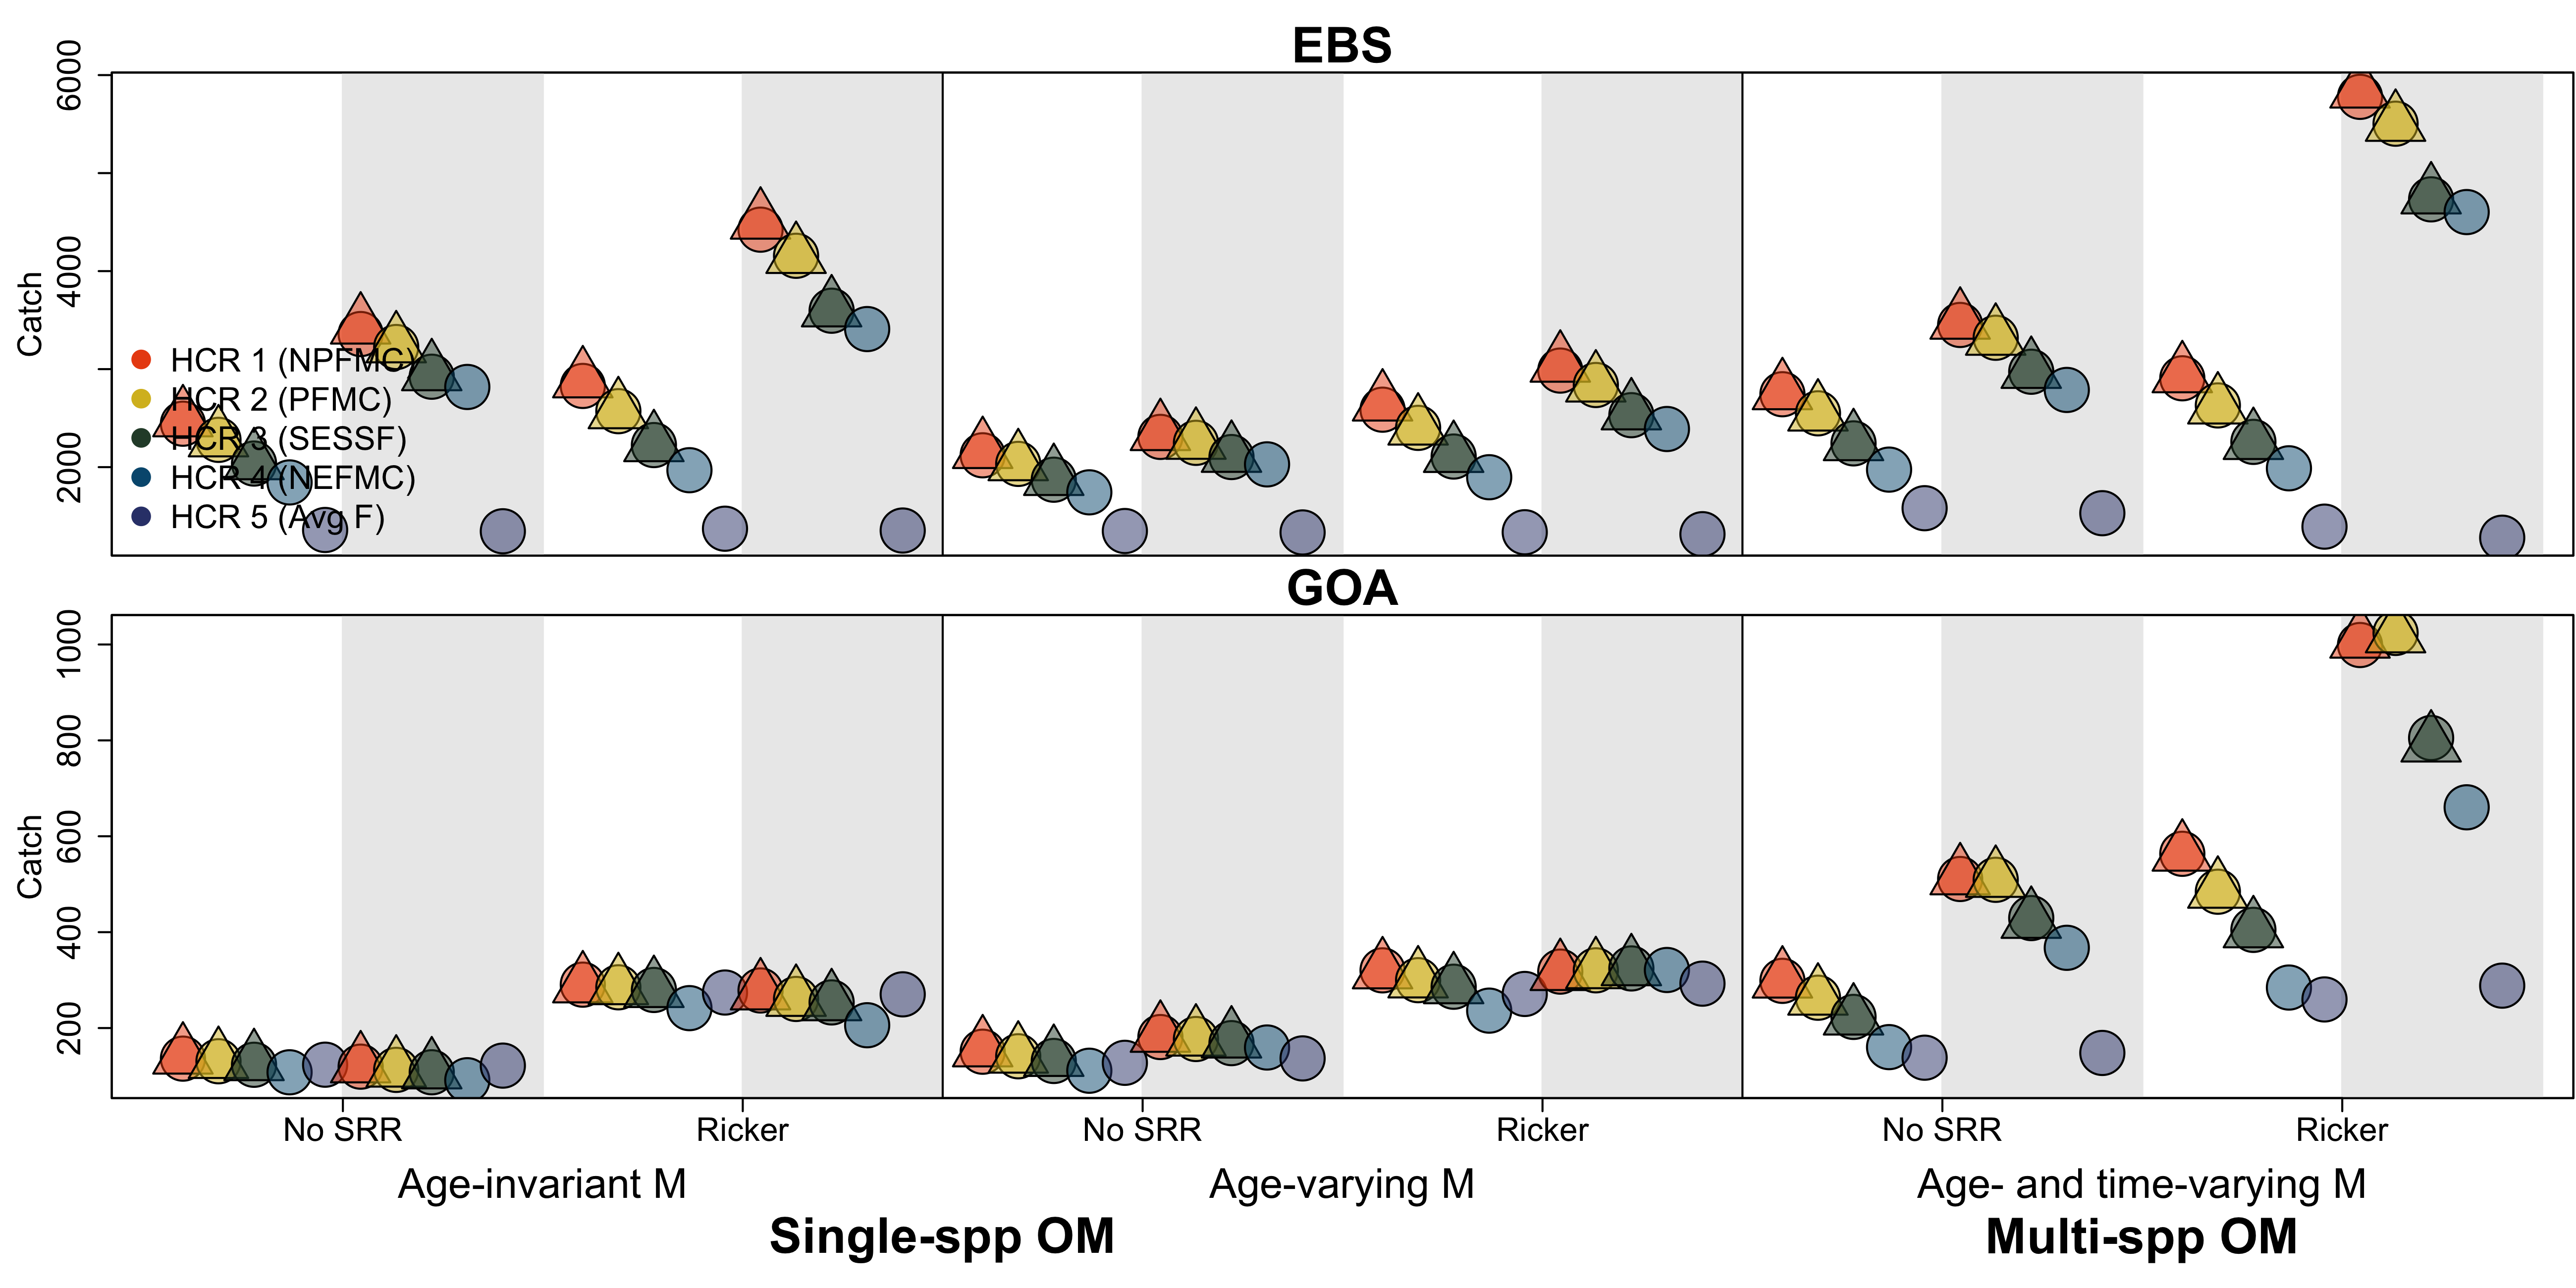 EBS
6000
4000
2000
Catch
HCR 1 (NPFMC)
HCR 2 (PFMC)
HCR 3 (SESSF)
HCR 4 (NEFMC)
HCR 5 (Avg F)
GOA
1000
800
600
400
200
Catch
No SRR Ricker No SRR Ricker No SRR Ricker
Age-invariant M Age-varying M Age- and time-varying M
Single-spp OM Multi-spp OM